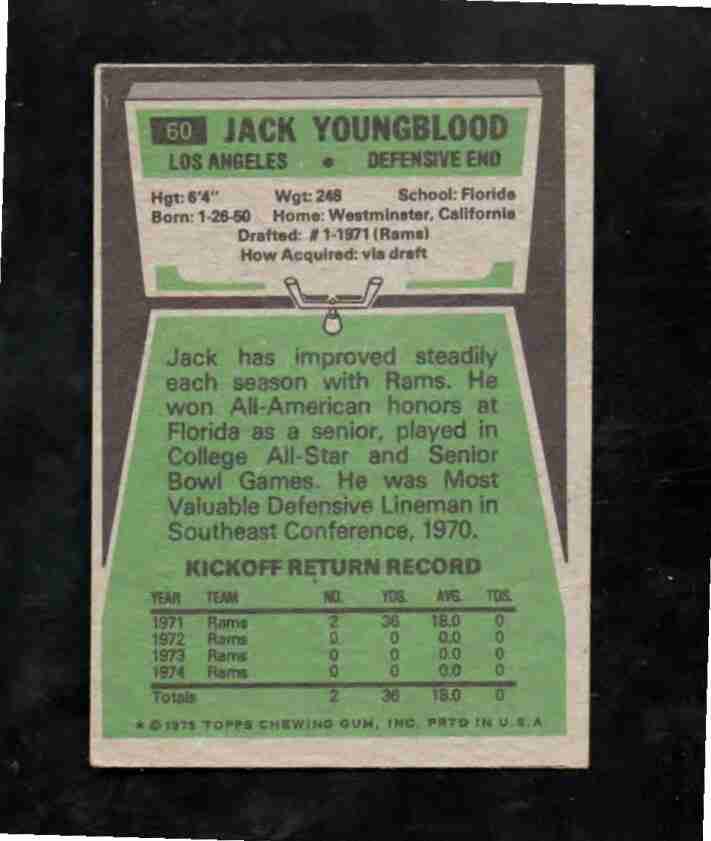 60 JACK YOUNGBLOOD
LOS ANGELES • DEFENSIVE END
Hgt: 6'4" Wgt: 248 School: Florida
Born: 1-26-50 Home: Westminster, California
Drafted: #1-1971 (Rams)
How Acquired: via draft
Jack has improved steadily
each season with Rams. He
won All-American honors at
Florida as a senior, played in
College All-Star and Senior
Bowl Games. He was Most
Valuable Defensive Lineman in
Southeast Conference, 1970.
KICKOFF RETURN RECORD
YEAR TEAM NO. YDS. AVG. TDS.
1971 Rams 2 36 18.0 0
1972 Rams 0 0 0.0 0
1973 Rams 0 0 0.0 0
1974 Rams 0 0 0.0 0
Totals 2 36 18.0 0
* © 1975 TOPPS CHEWING GUM, INC. PRTD IN U.S.A